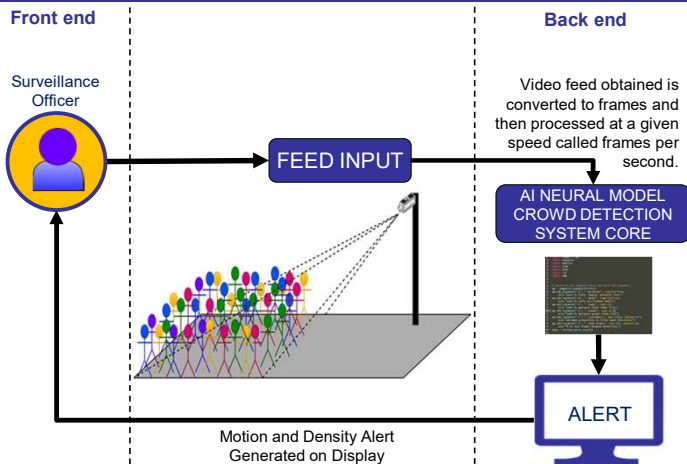 Front end
Back end
Surveillance
Officer
Video feed obtained is
converted to frames and
then processed at a given
speed called frames per
second.
FEED INPUT
AI NEURAL MODEL
CROWD DETECTION
SYSTEM CORE
ALERT
Motion and Density Alert
Generated on Display